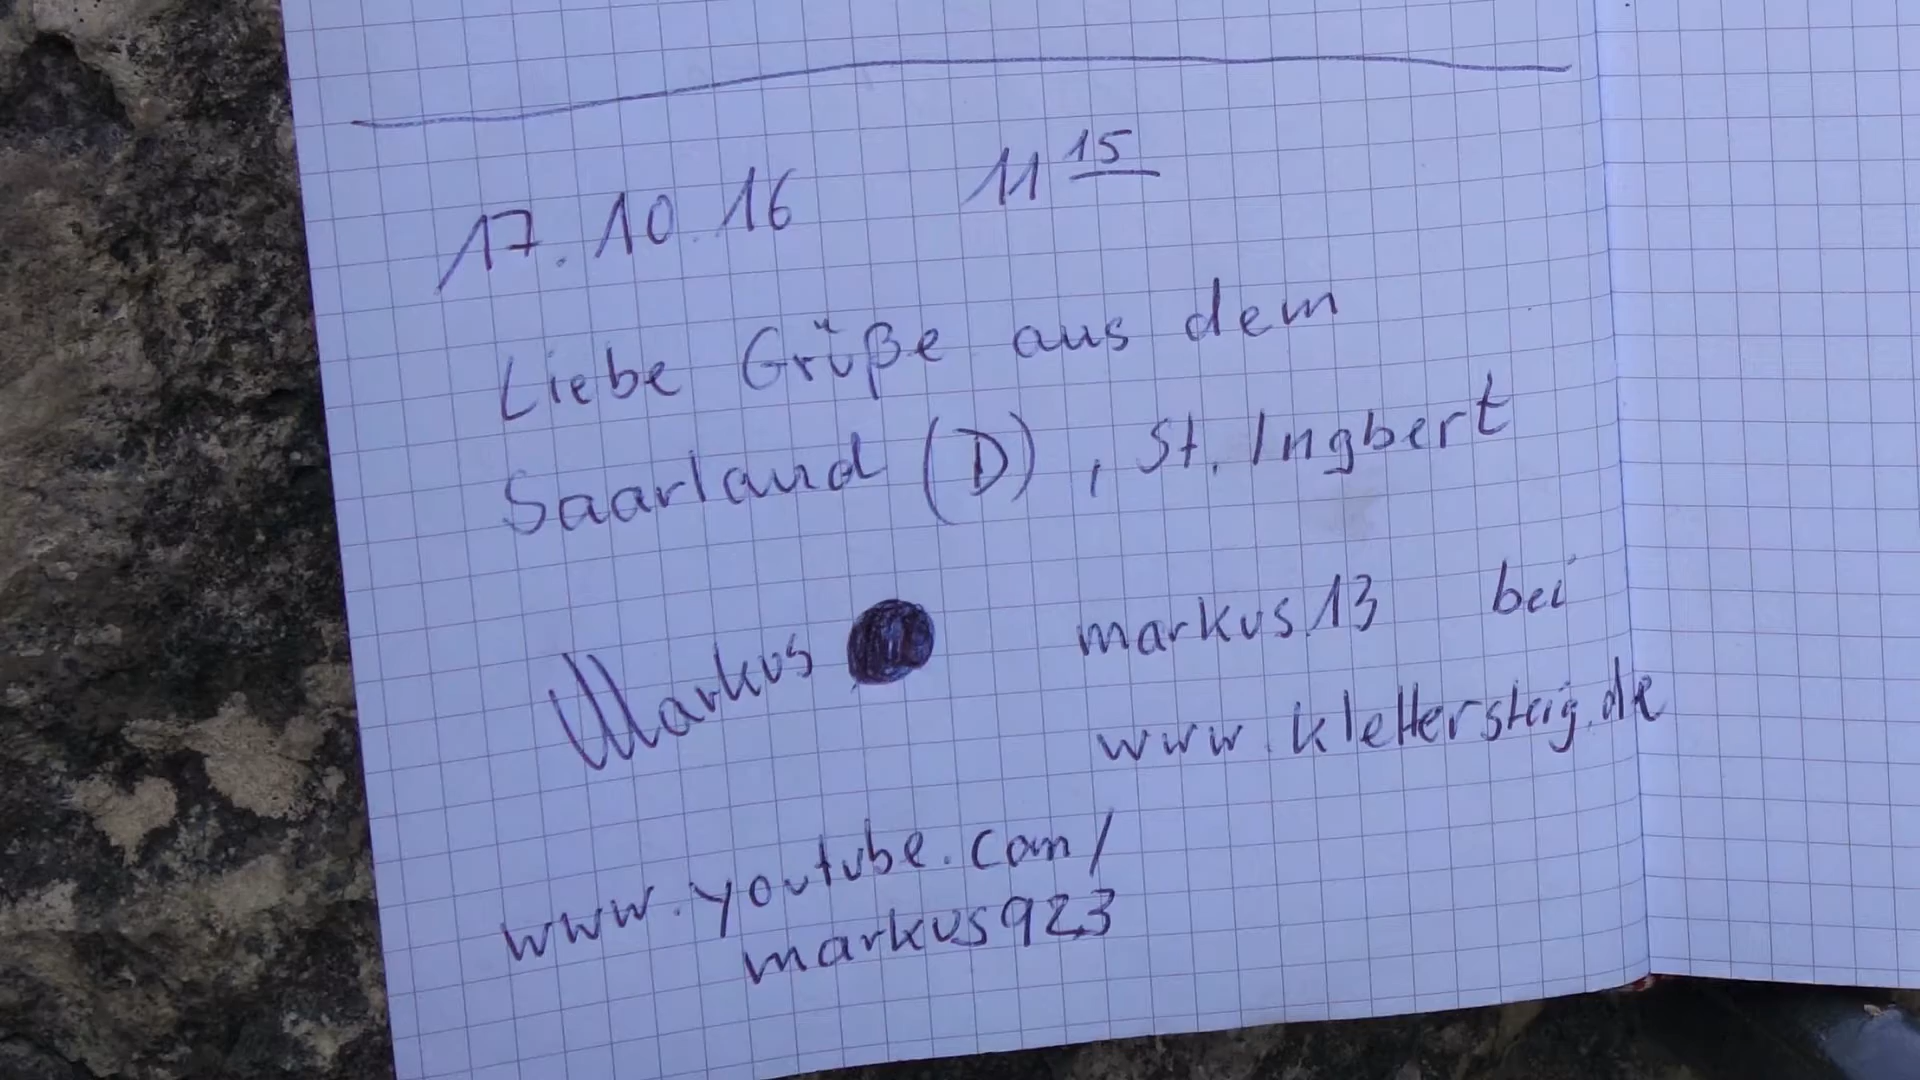 17.10.16 11 15
Liebe Grüße aus dem
Saarland (D), St. Ingbert
Markus markus13 bei
www.klettersteig.de
www.youtube.com/
markus923